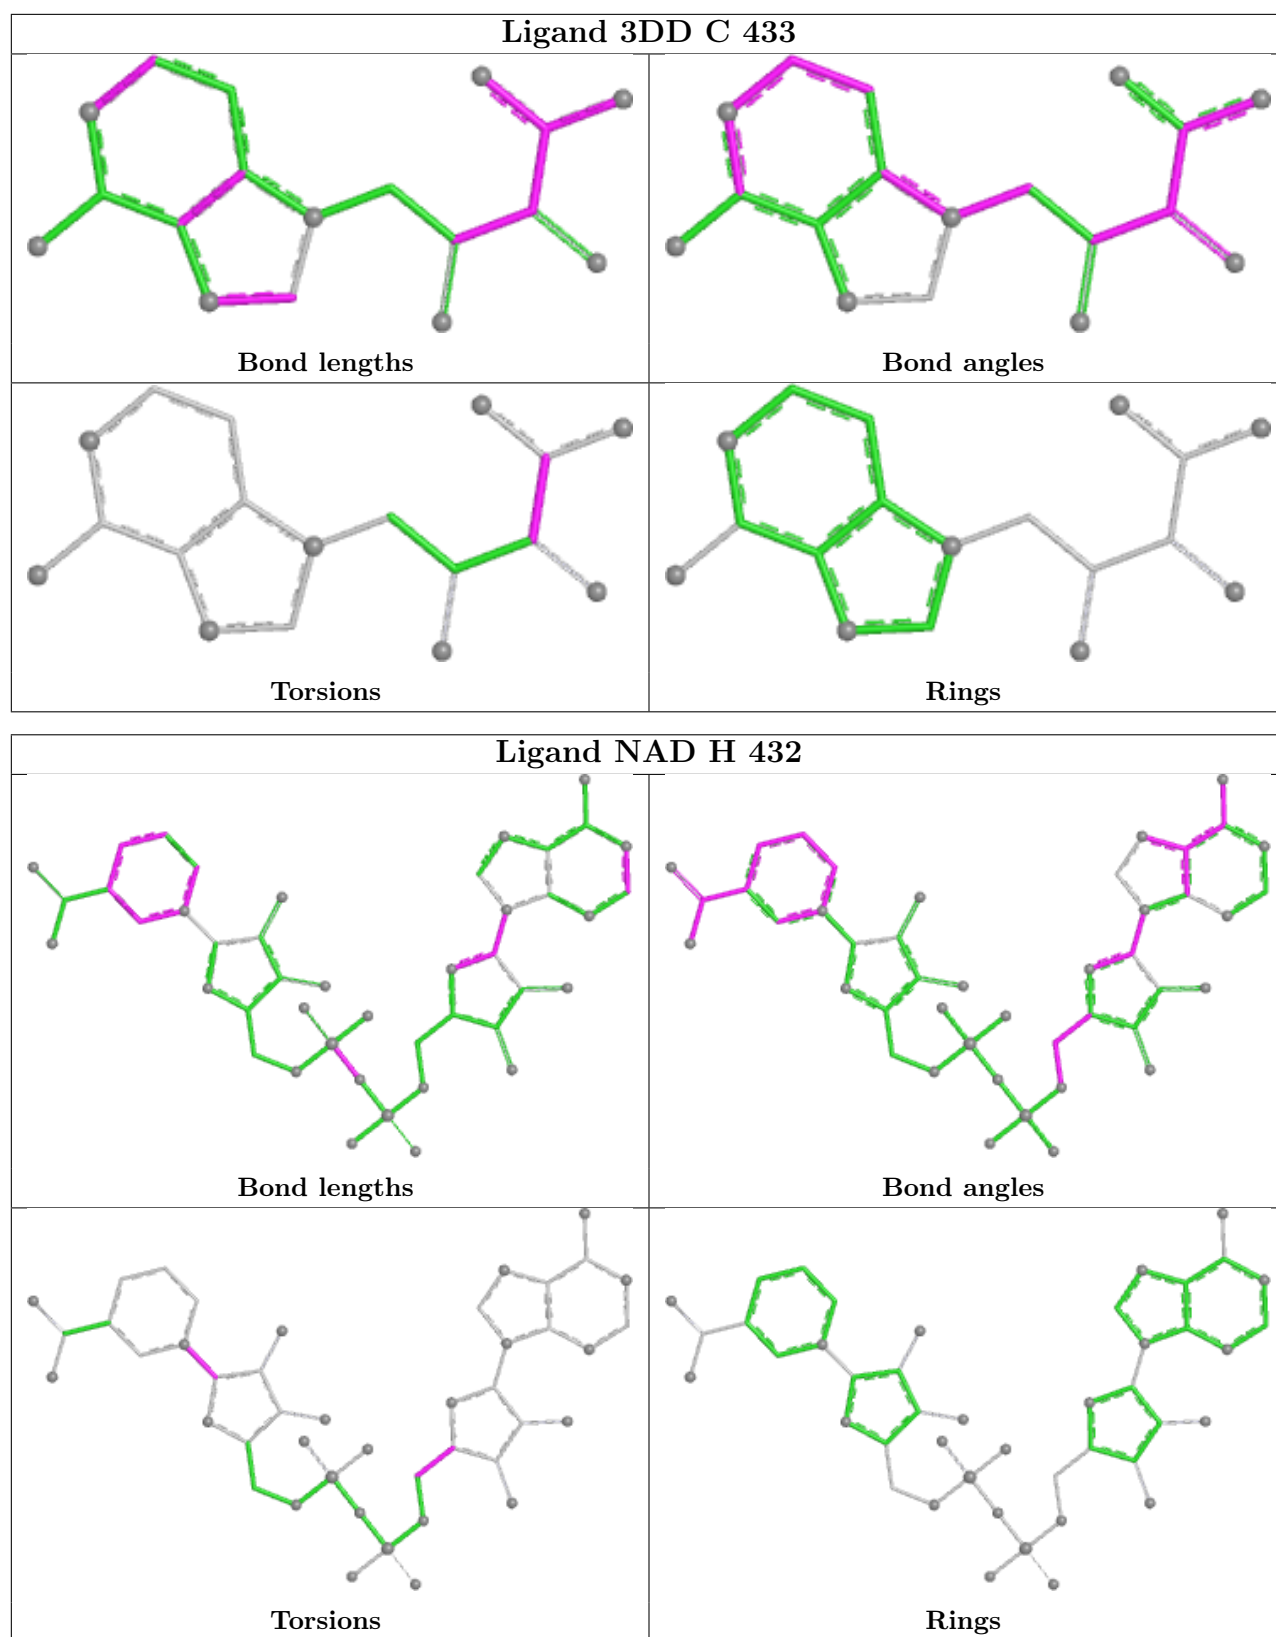 Ligand 3DD C 433
Bond lengths
Bond angles
Torsions
Rings
Ligand NAD H 432
Bond lengths
Bond angles
Torsions
Rings